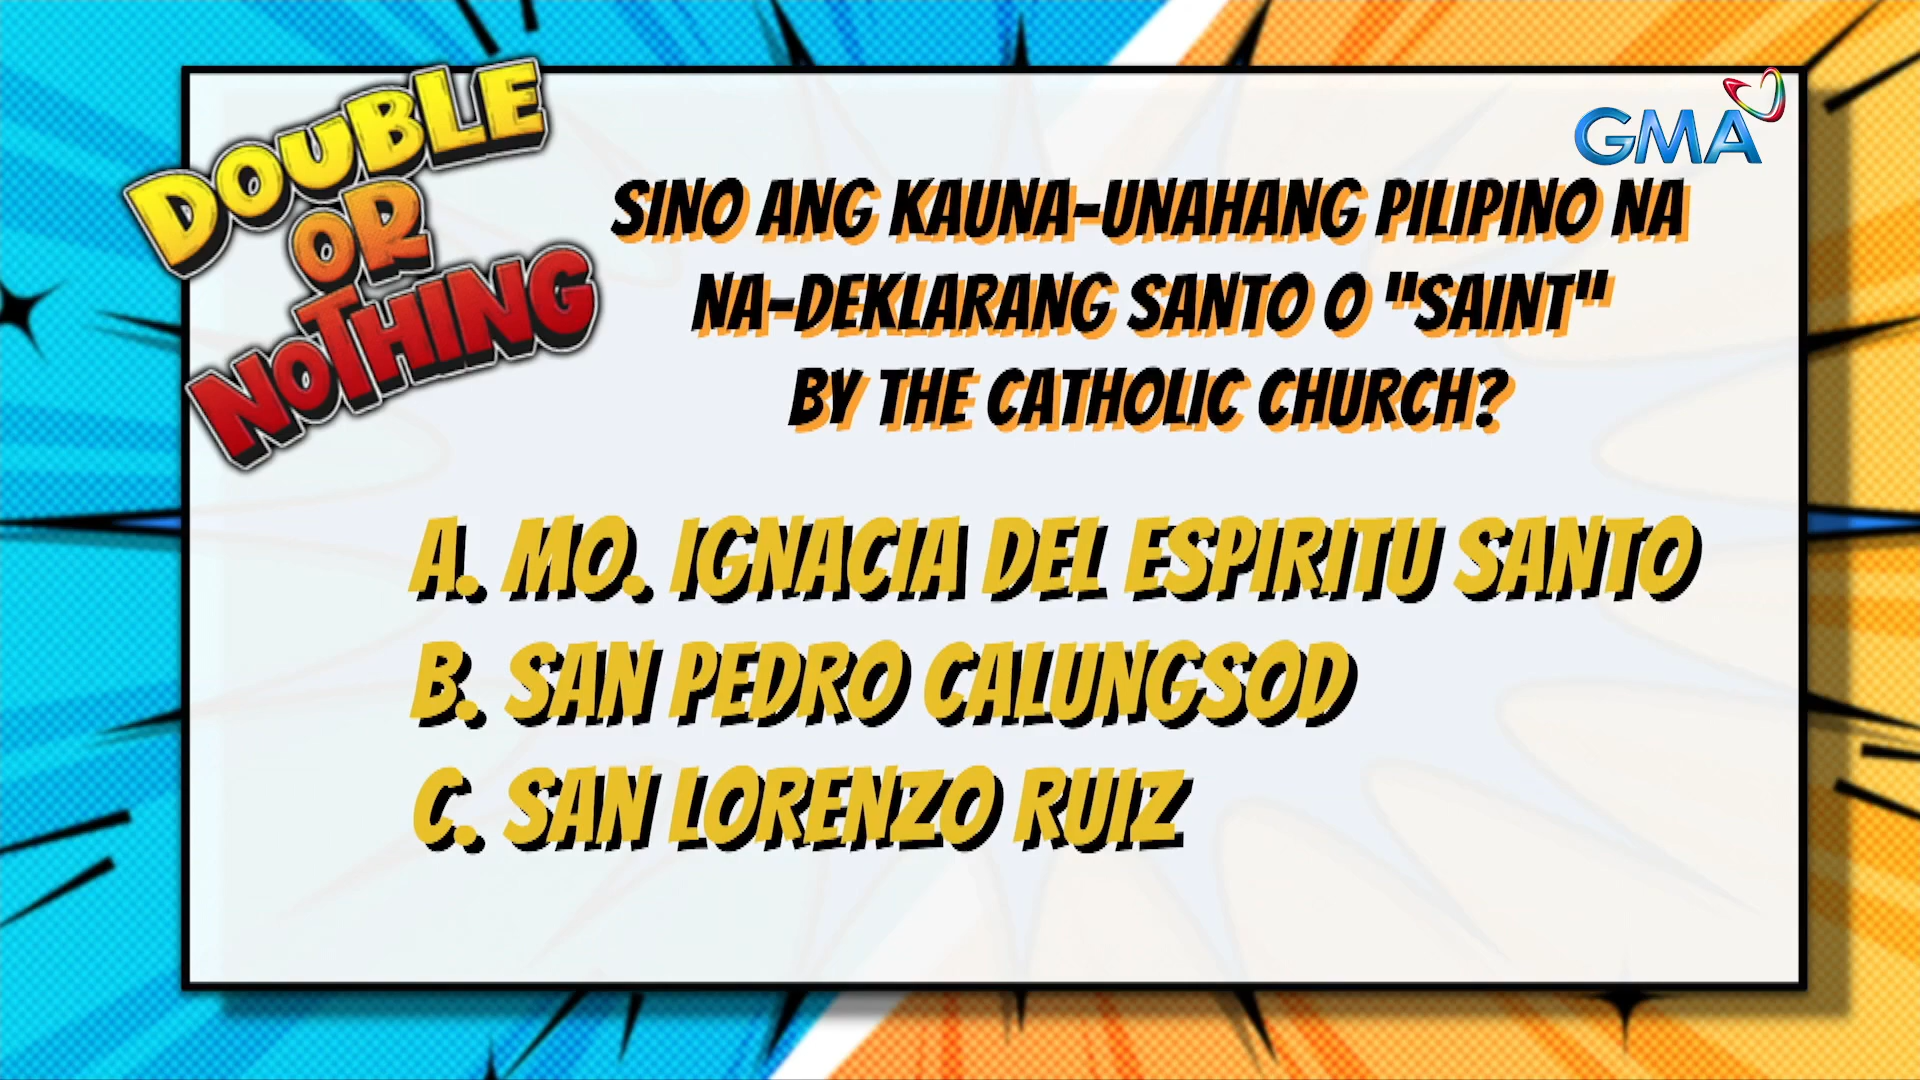 DOUBLE
OR
NOTHING
GMA
SINO ANG KAUNA-UNAHANG PILIPINO NA
NA-DEKLARANG SANTO O "SAINT"
BY THE CATHOLIC CHURCH?
A. MO. IGNACIA DEL ESPIRITU SANTO
B. SAN PEDRO CALUNGSOD
C. SAN LORENZO RUIZ